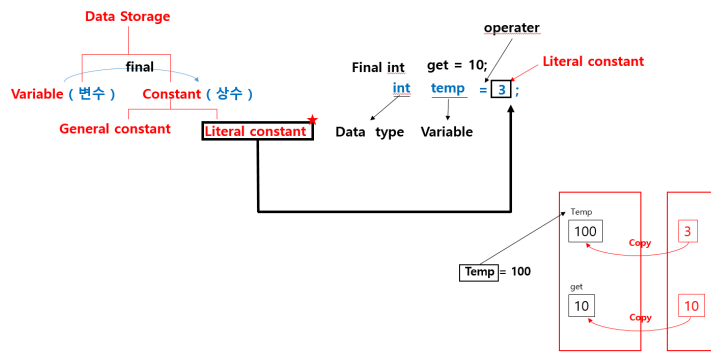 Data Storage
final
Variable ( 변수 )
Constant ( 상수 )
General constant
Literal constant
operater
Final int get = 10;
Literal constant
int temp = 3 ;
Data type
Variable
Temp
100
Copy
3
Temp = 100
get
10
Copy
10